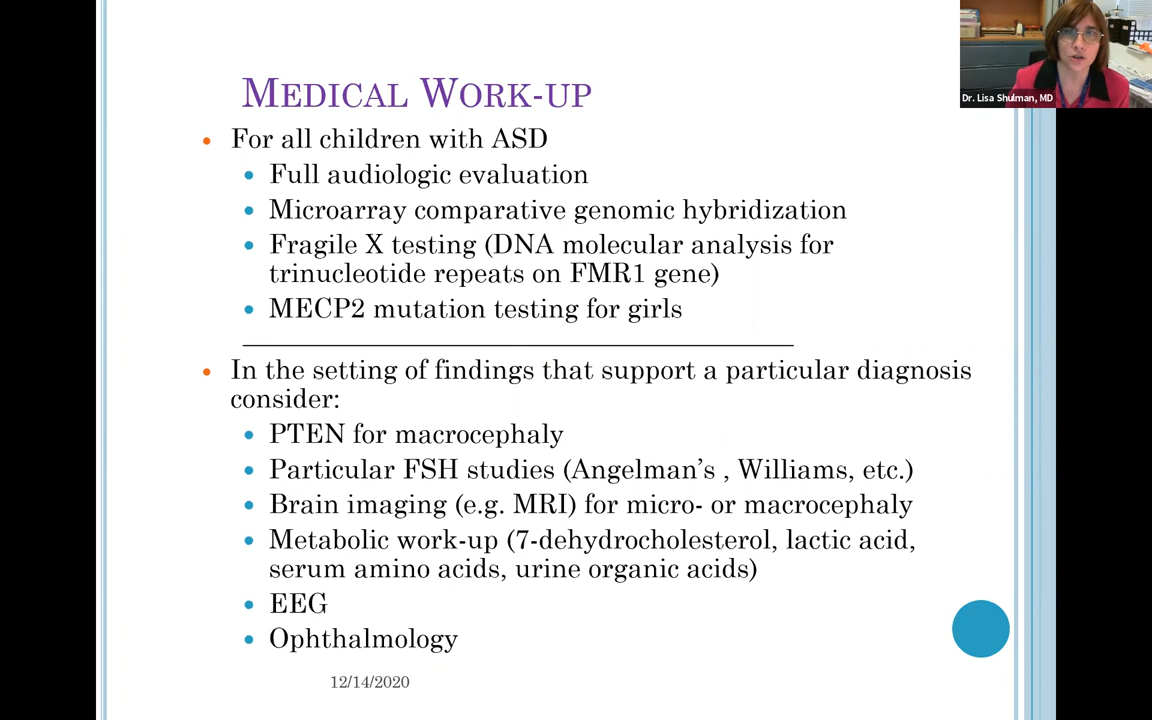 Dr. Lisa Shulman, MD
MEDICAL WORK-UP
For all children with ASD
Full audiologic evaluation
Microarray comparative genomic hybridization
Fragile X testing (DNA molecular analysis for
trinucleotide repeats on FMR1 gene)
MECP2 mutation testing for girls
In the setting of findings that support a particular diagnosis
consider:
PTEN for macrocephaly
Particular FSH studies (Angelman's , Williams, etc.)
Brain imaging (e.g. MRI) for micro- or macrocephaly
Metabolic work-up (7-dehydrocholesterol, lactic acid,
serum amino acids, urine organic acids)
EEG
Ophthalmology
12/14/2020